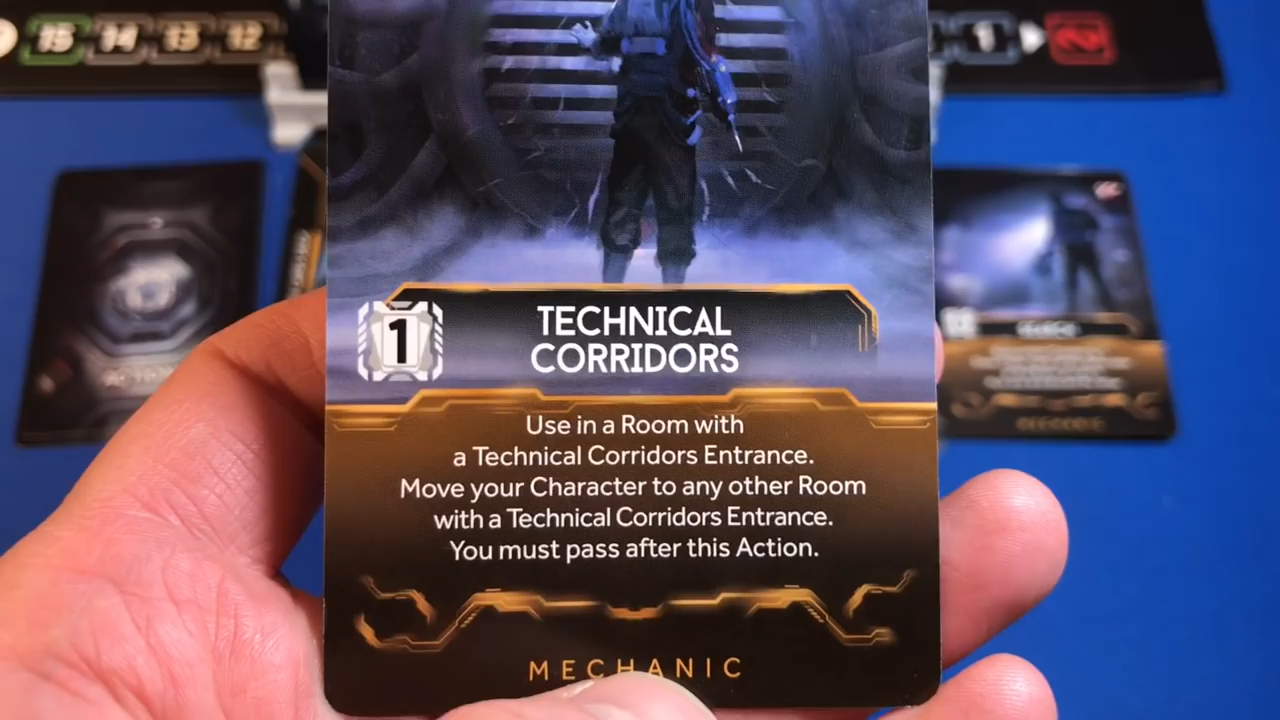 15 14 13 12
1 2
1
TECHNICAL
CORRIDORS
Use in a Room with
a Technical Corridors Entrance.
Move your Character to any other Room
with a Technical Corridors Entrance.
You must pass after this Action.
MECHANIC